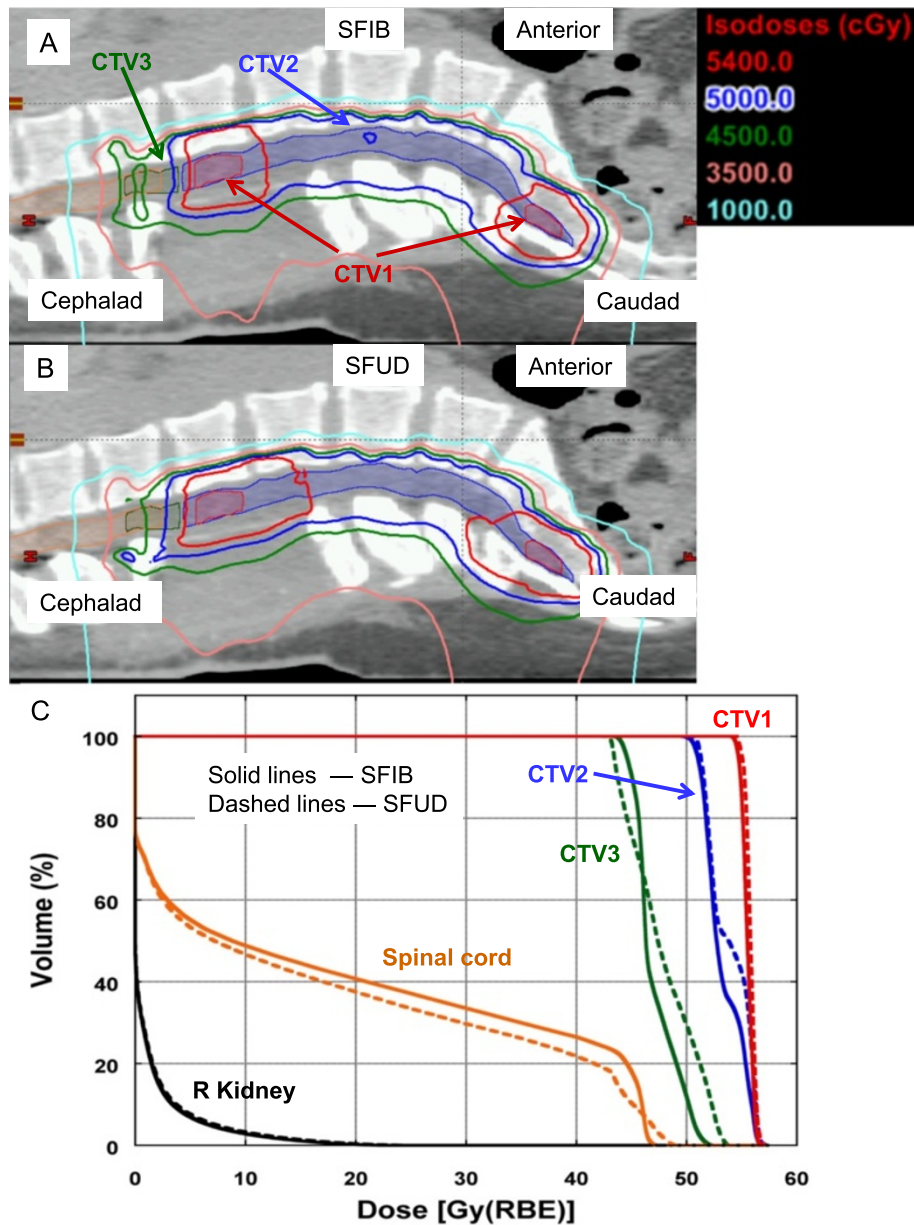 A
SFIB
Anterior
Isodoses (cGy)
CTV3
CTV2
5400.0
5000.0
4500.0
3500.0
1000.0
H
F
CTV1
Cephalad
Caudad
B
SFUD
Anterior
H
F
Cephalad
Caudad
C
CTV1
100
Solid lines — SFIB
CTV2
Dashed lines — SFUD
80
CTV3
60
Spinal cord
40
20
R Kidney
0
Volume (%)
0 10 20 30 40 50 60
Dose [Gy(RBE)]